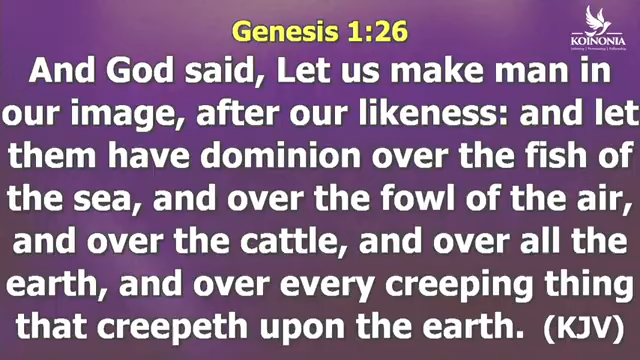 Genesis 1:26
KOINONIA
And God said, Let us make man in
our image, after our likeness: and let
them have dominion over the fish of
the sea, and over the fowl of the air,
and over the cattle, and over all the
earth, and over every creeping thing
that creepeth upon the earth. (KJV)